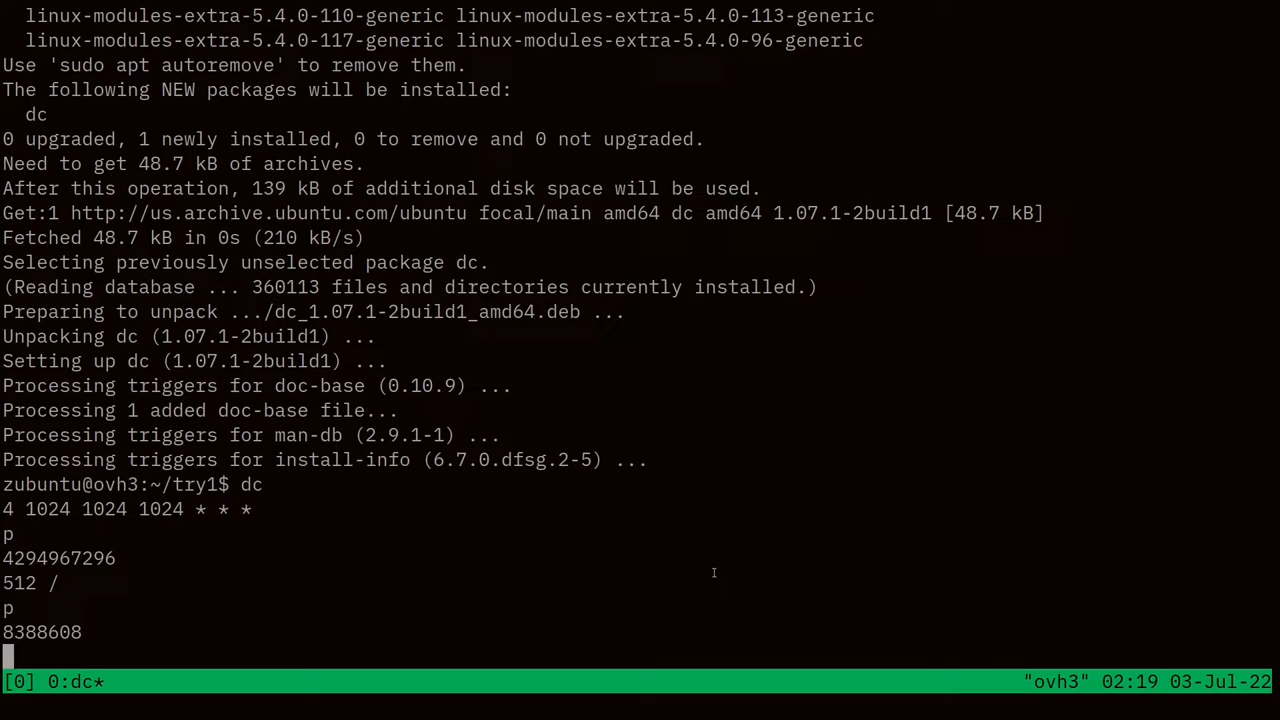 linux-modules-extra-5.4.0-110-generic linux-modules-extra-5.4.0-113-generic
linux-modules-extra-5.4.0-117-generic linux-modules-extra-5.4.0-96-generic
Use 'sudo apt autoremove' to remove them.
The following NEW packages will be installed:
dc
0 upgraded, 1 newly installed, 0 to remove and 0 not upgraded.
Need to get 48.7 kB of archives.
After this operation, 139 kB of additional disk space will be used.
Get:1 http://us.archive.ubuntu.com/ubuntu focal/main amd64 dc amd64 1.07.1-2build1 [48.7 kB]
Fetched 48.7 kB in 0s (210 kB/s)
Selecting previously unselected package dc.
(Reading database ... 360113 files and directories currently installed.)
Preparing to unpack .../dc_1.07.1-2build1_amd64.deb ...
Unpacking dc (1.07.1-2build1) ...
Setting up dc (1.07.1-2build1) ...
Processing triggers for doc-base (0.10.9) ...
Processing 1 added doc-base file...
Processing triggers for man-db (2.9.1-1) ...
Processing triggers for install-info (6.7.0.dfsg.2-5) ...
zubuntu@ovh3:~/try1$ dc
4 1024 1024 1024 * * *
p
4294967296
512 /
p
8388608
[0] 0:dc* "ovh3" 02:19 03-Jul-22